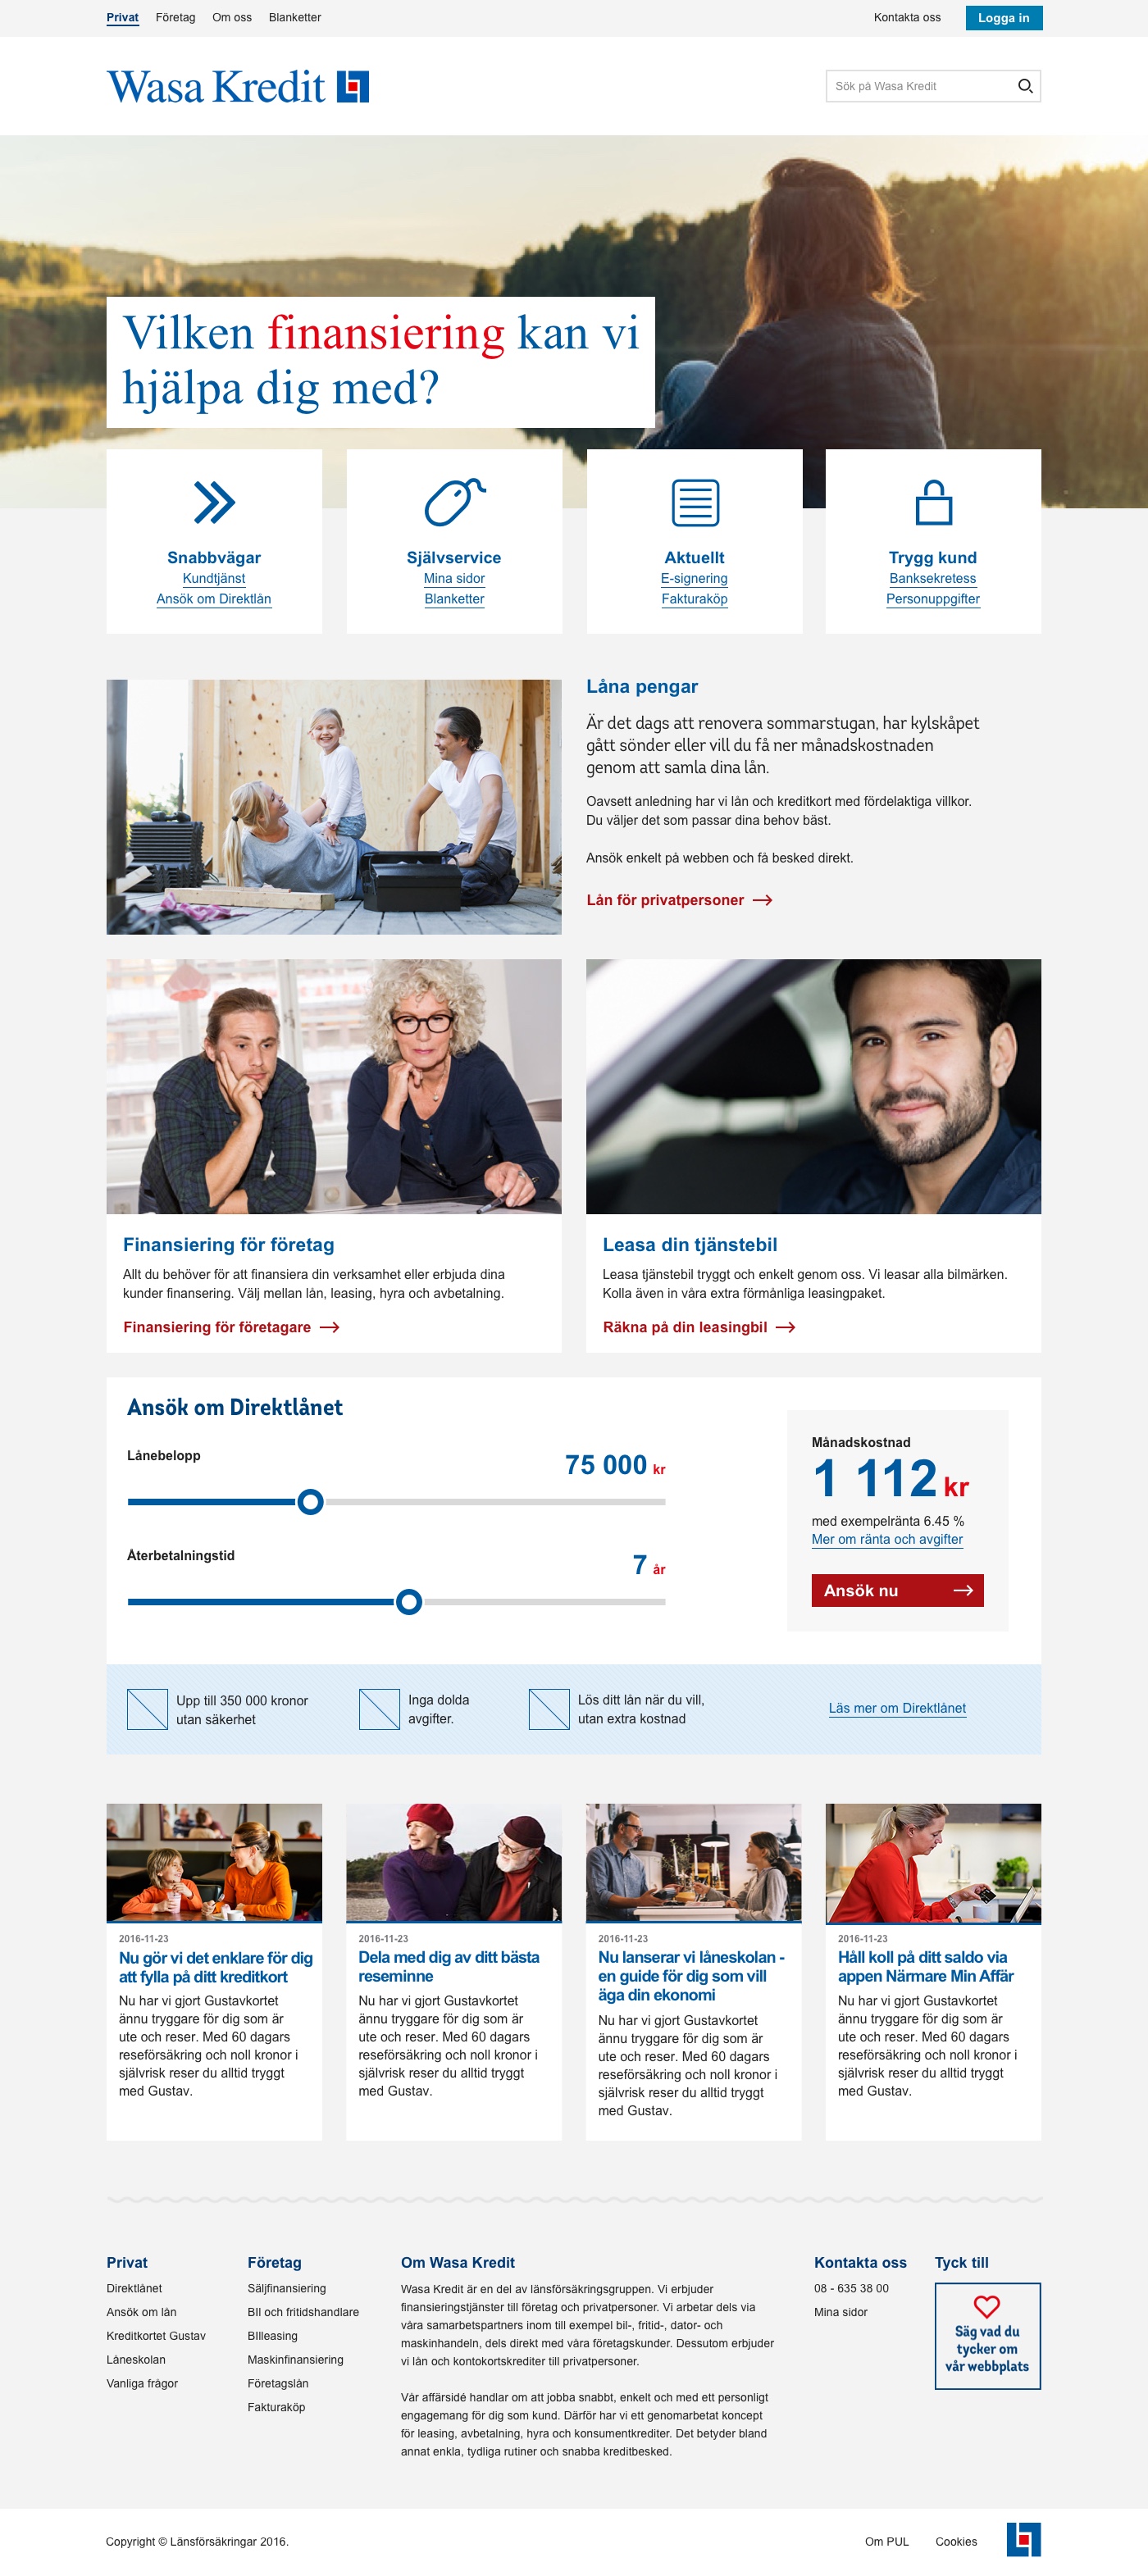 Privat Företag Om oss Blanketter Kontakta oss Logga in
Wasa Kredit
Sök på Wasa Kredit
Vilken finansiering kan vi
hjälpa dig med?
Snabbvägar
Kundtjänst
Ansök om Direktlån
Självservice
Mina sidor
Blanketter
Aktuellt
E-signering
Fakturaköp
Trygg kund
Banksekretess
Personuppgifter
Låna pengar
Är det dags att renovera sommarstugan, har kylskåpet
gått sönder eller vill du få ner månadskostnaden
genom att samla dina lån.
Oavsett anledning har vi lån och kreditkort med fördelaktiga villkor.
Du väljer det som passar dina behov bäst.
Ansök enkelt på webben och få besked direkt.
Lån för privatpersoner
Finansiering för företag
Allt du behöver för att finansiera din verksamhet eller erbjuda dina
kunder finansering. Välj mellan lån, leasing, hyra och avbetalning.
Finansiering för företagare
Leasa din tjänstebil
Leasa tjänstebil tryggt och enkelt genom oss. Vi leasar alla bilmärken.
Kolla även in våra extra förmånliga leasingpaket.
Räkna på din leasingbil
Ansök om Direktlånet
Lånebelopp
75 000 kr
Återbetalningstid
7 år
Månadskostnad
1 112 kr
med exempelränta 6.45 %
Mer om ränta och avgifter
Ansök nu
Upp till 350 000 kronor
utan säkerhet
Inga dolda
avgifter.
Lös ditt lån när du vill,
utan extra kostnad
Läs mer om Direktlånet
2016-11-23
Nu gör vi det enklare för dig
att fylla på ditt kreditkort
Nu har vi gjort Gustavkortet
ännu tryggare för dig som är
ute och reser. Med 60 dagars
reseförsäkring och noll kronor i
självrisk reser du alltid tryggt
med Gustav.
2016-11-23
Dela med dig av ditt bästa
reseminne
Nu har vi gjort Gustavkortet
ännu tryggare för dig som är
ute och reser. Med 60 dagars
reseförsäkring och noll kronor i
självrisk reser du alltid tryggt
med Gustav.
2016-11-23
Nu lanserar vi låneskolan -
en guide för dig som vill
äga din ekonomi
Nu har vi gjort Gustavkortet
ännu tryggare för dig som är
ute och reser. Med 60 dagars
reseförsäkring och noll kronor i
självrisk reser du alltid tryggt
med Gustav.
2016-11-23
Håll koll på ditt saldo via
appen Närmare Min Affär
Nu har vi gjort Gustavkortet
ännu tryggare för dig som är
ute och reser. Med 60 dagars
reseförsäkring och noll kronor i
självrisk reser du alltid tryggt
med Gustav.
Privat
Direktlånet
Ansök om lån
Kreditkortet Gustav
Låneskolan
Vanliga frågor
Företag
Säljfinansiering
BIl och fritidshandlare
BIlleasing
Maskinfinansiering
Företagslån
Fakturaköp
Om Wasa Kredit
Wasa Kredit är en del av länsförsäkringsgruppen. Vi erbjuder
finansieringstjänster till företag och privatpersoner. Vi arbetar dels via
våra samarbetspartners inom till exempel bil-, fritid-, dator- och
maskinhandeln, dels direkt med våra företagskunder. Dessutom erbjuder
vi lån och kontokortskrediter till privatpersoner.
Vår affärsidé handlar om att jobba snabbt, enkelt och med ett personligt
engagemang för dig som kund. Därför har vi ett genomarbetat koncept
för leasing, avbetalning, hyra och konsumentkrediter. Det betyder bland
annat enkla, tydliga rutiner och snabba kreditbesked.
Kontakta oss
08 - 635 38 00
Mina sidor
Tyck till
Säg vad du
tycker om
vår webbplats
Copyright © Länsförsäkringar 2016.
Om PUL Cookies